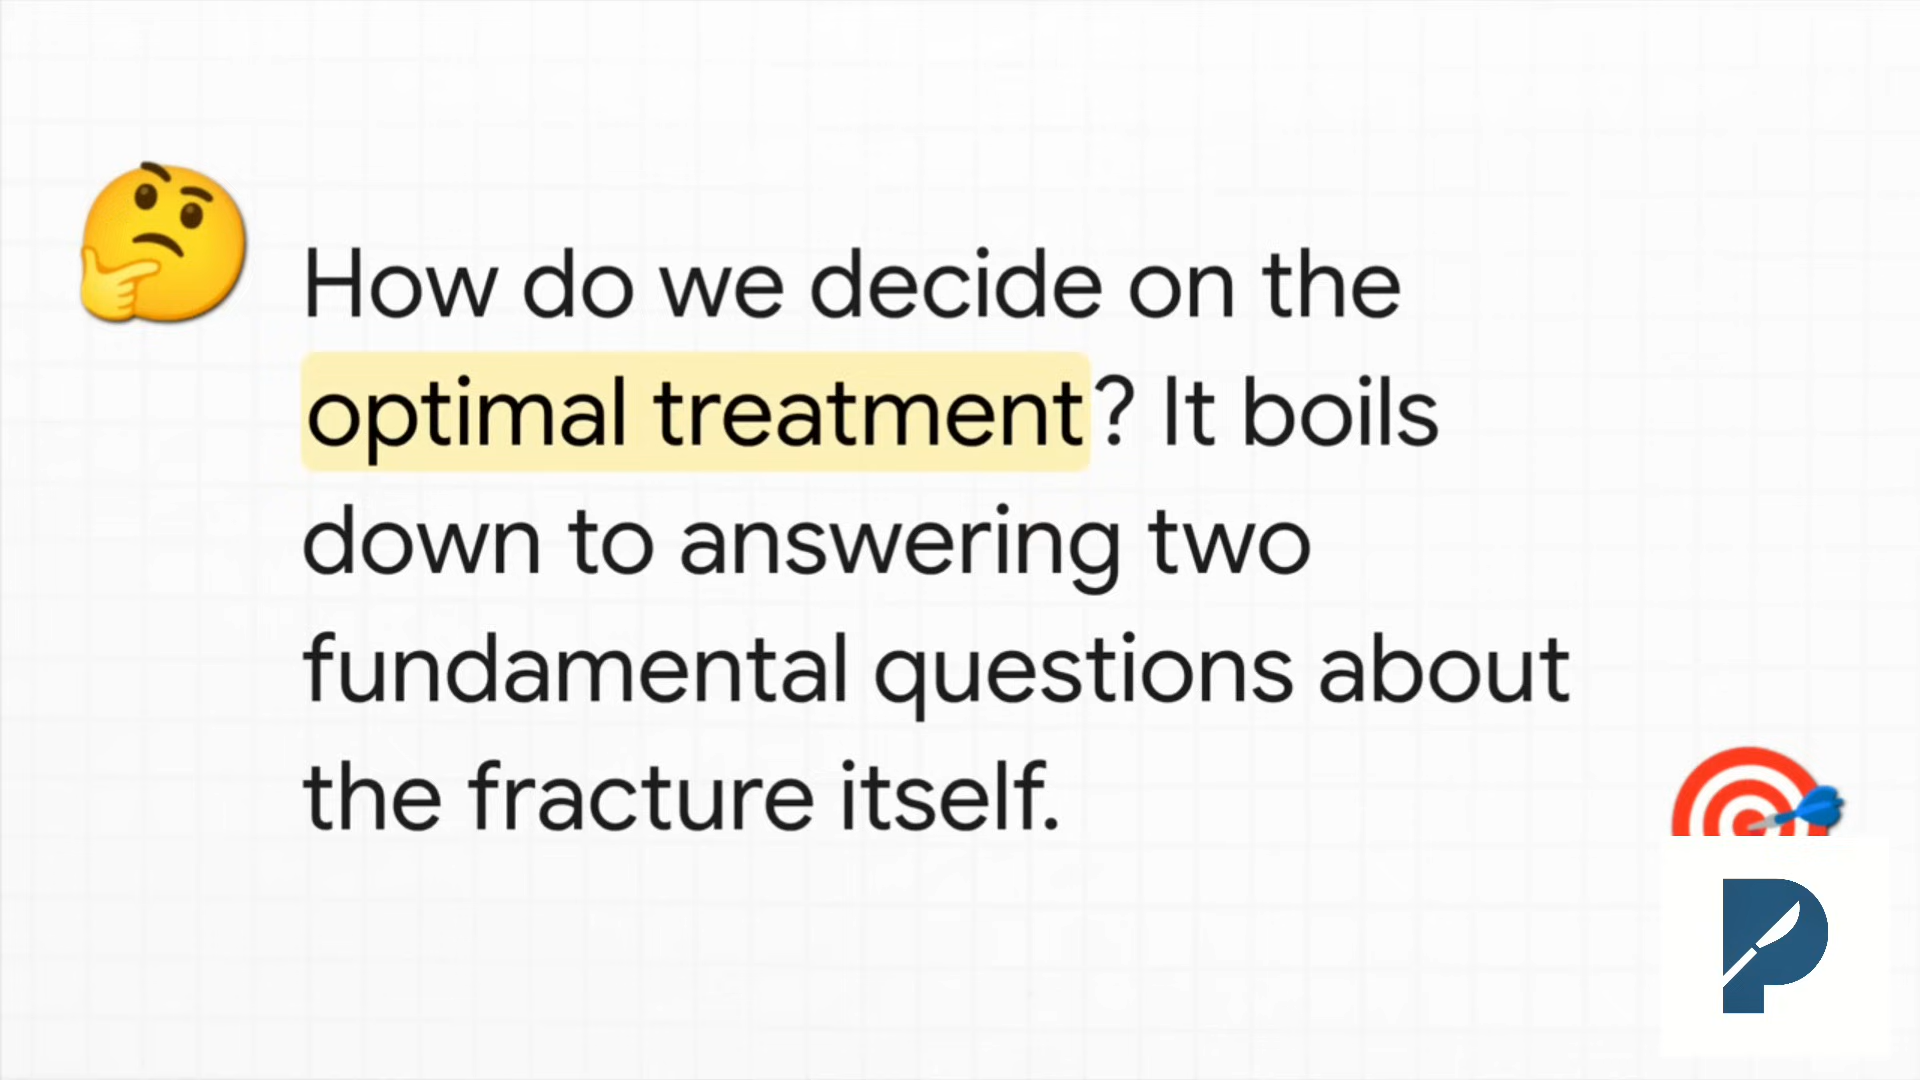 How do we decide on the
optimal treatment? It boils
down to answering two
fundamental questions about
the fracture itself.
P